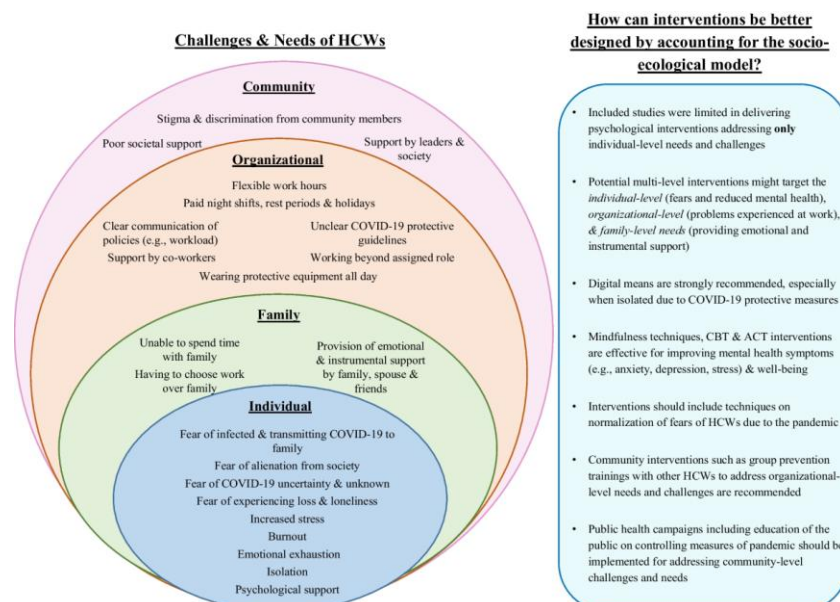 Challenges & Needs of HCWs
Community
Stigma & discrimination from community members
Poor societal support
Support by leaders &
society
Organizational
Flexible work hours
Paid night shifts, rest periods & holidays
Clear communication of
policies (e.g., workload)
Support by co-workers
Unclear COVID-19 protective
guidelines
Working beyond assigned role
Wearing protective equipment all day
Family
Unable to spend time
with family
Having to choose work
over family
Provision of emotional
& instrumental support
by family, spouse &
friends
Individual
Fear of infected & transmitting COVID-19 to
family
Fear of alienation from society
Fear of COVID-19 uncertainty & unknown
Fear of experiencing loss & loneliness
Increased stress
Burnout
Emotional exhaustion
Isolation
Psychological support
How can interventions be better
designed by accounting for the socio-
ecological model?
• Included studies were limited in delivering
psychological interventions addressing only
individual-level needs and challenges
• Potential multi-level interventions might target the
individual-level (fears and reduced mental health),
organizational-level (problems experienced at work),
& family-level needs (providing emotional and
instrumental support)
• Digital means are strongly recommended, especially
when isolated due to COVID-19 protective measures
• Mindfulness techniques, CBT & ACT interventions
are effective for improving mental health symptoms
(e.g., anxiety, depression, stress) & well-being
• Interventions should include techniques on
normalization of fears of HCWs due to the pandemic
• Community interventions such as group prevention
trainings with other HCWs to address organizational-
level needs and challenges are recommended
• Public health campaigns including education of the
public on controlling measures of pandemic should be
implemented for addressing community-level
challenges and needs